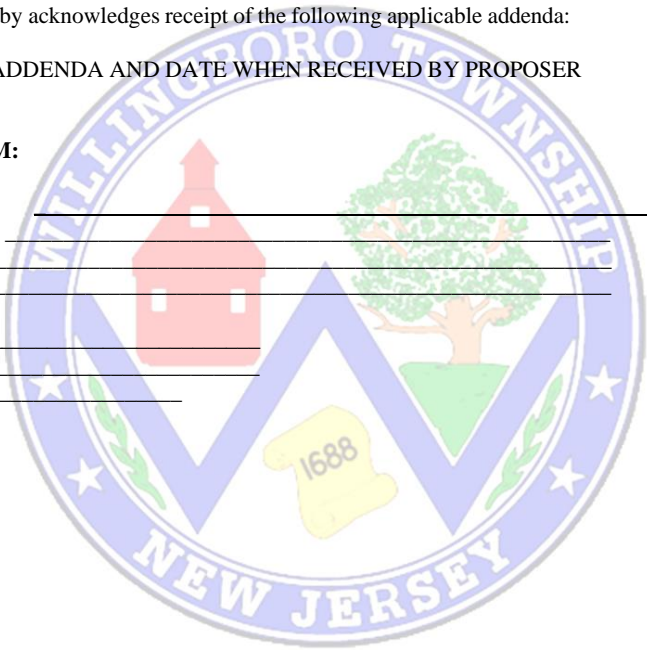 by acknowledges receipt of the following applicable addenda:
ADDENDA AND DATE WHEN RECEIVED BY PROPOSER
M:
WILLINGBORO TOWNSHIP
1688
NEW JERSEY